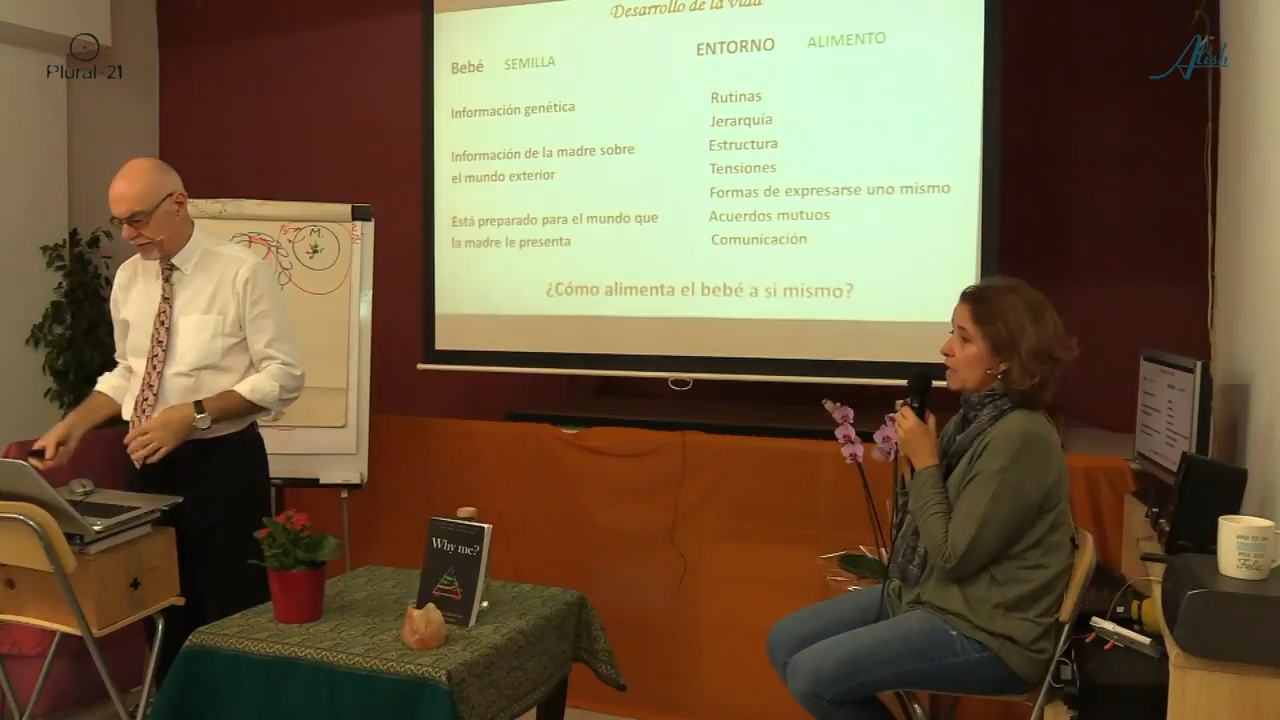 Plural-21
Alish
Desarrollo de la vida
Bebé SEMILLA
Información genética
Información de la madre sobre
el mundo exterior
Está preparado para el mundo que
la madre le presenta
ENTORNO ALIMENTO
Rutinas
Jerarquía
Estructura
Tensiones
Formas de expresarse uno mismo
Acuerdos mutuos
Comunicación
¿Cómo alimenta el bebé a si mismo?
M.
Why me?
Feliz